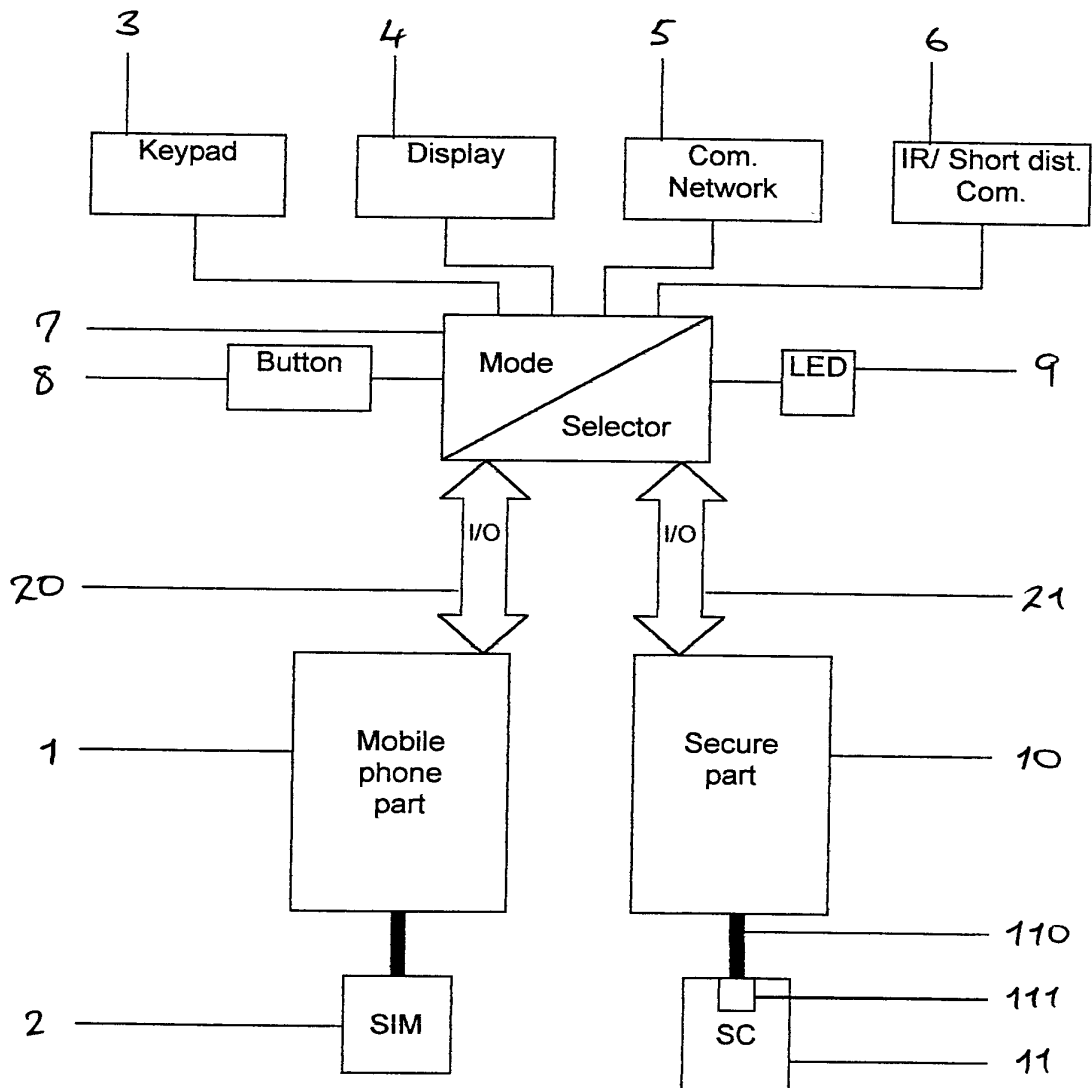 3
4
5
6
Keypad
Display
Com.
Network
IR/ Short dist.
Com.
7
Mode
8
Button
LED
9
Selector
I/O
I/O
20
21
1
Mobile
phone
part
Secure
part
10
110
111
2
SIM
SC
11